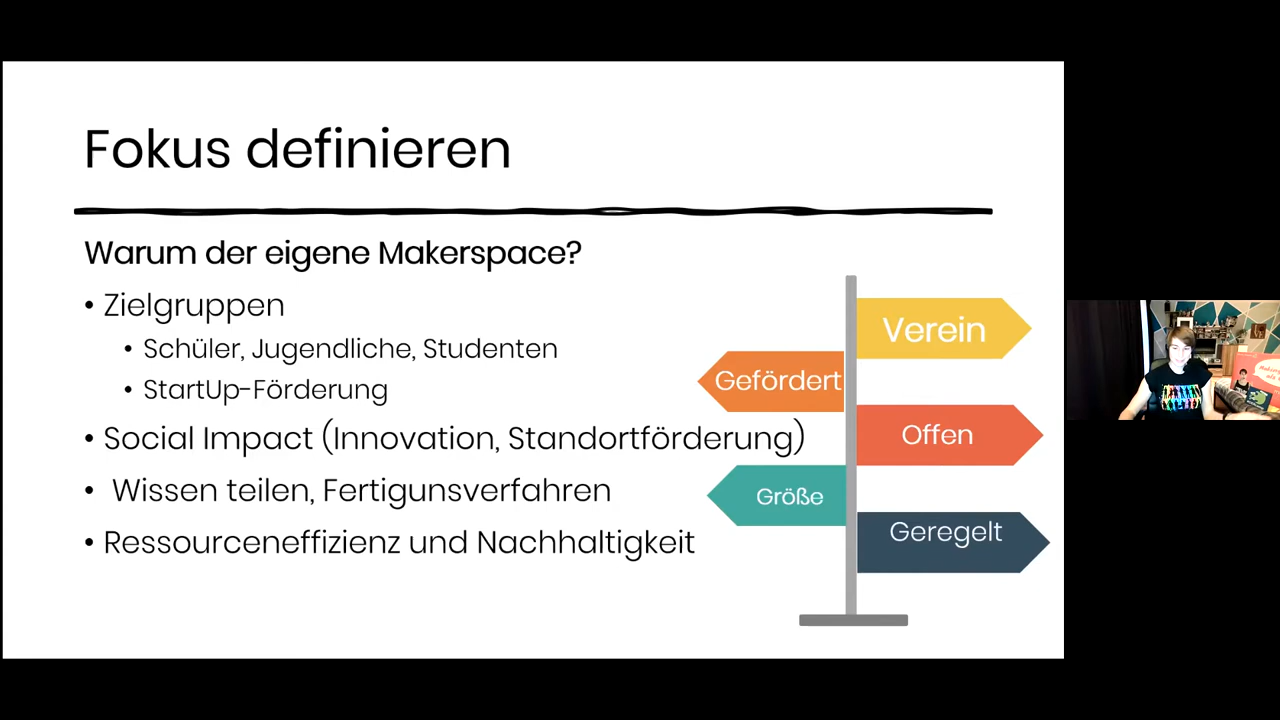 Fokus definieren
Warum der eigene Makerspace?
• Zielgruppen
• Schüler, Jugendliche, Studenten
• StartUp-Förderung
• Social Impact (Innovation, Standortförderung)
• Wissen teilen, Fertigunsverfahren
• Ressourceneffizienz und Nachhaltigkeit
Verein
Gefördert
Offen
Größe
Geregelt